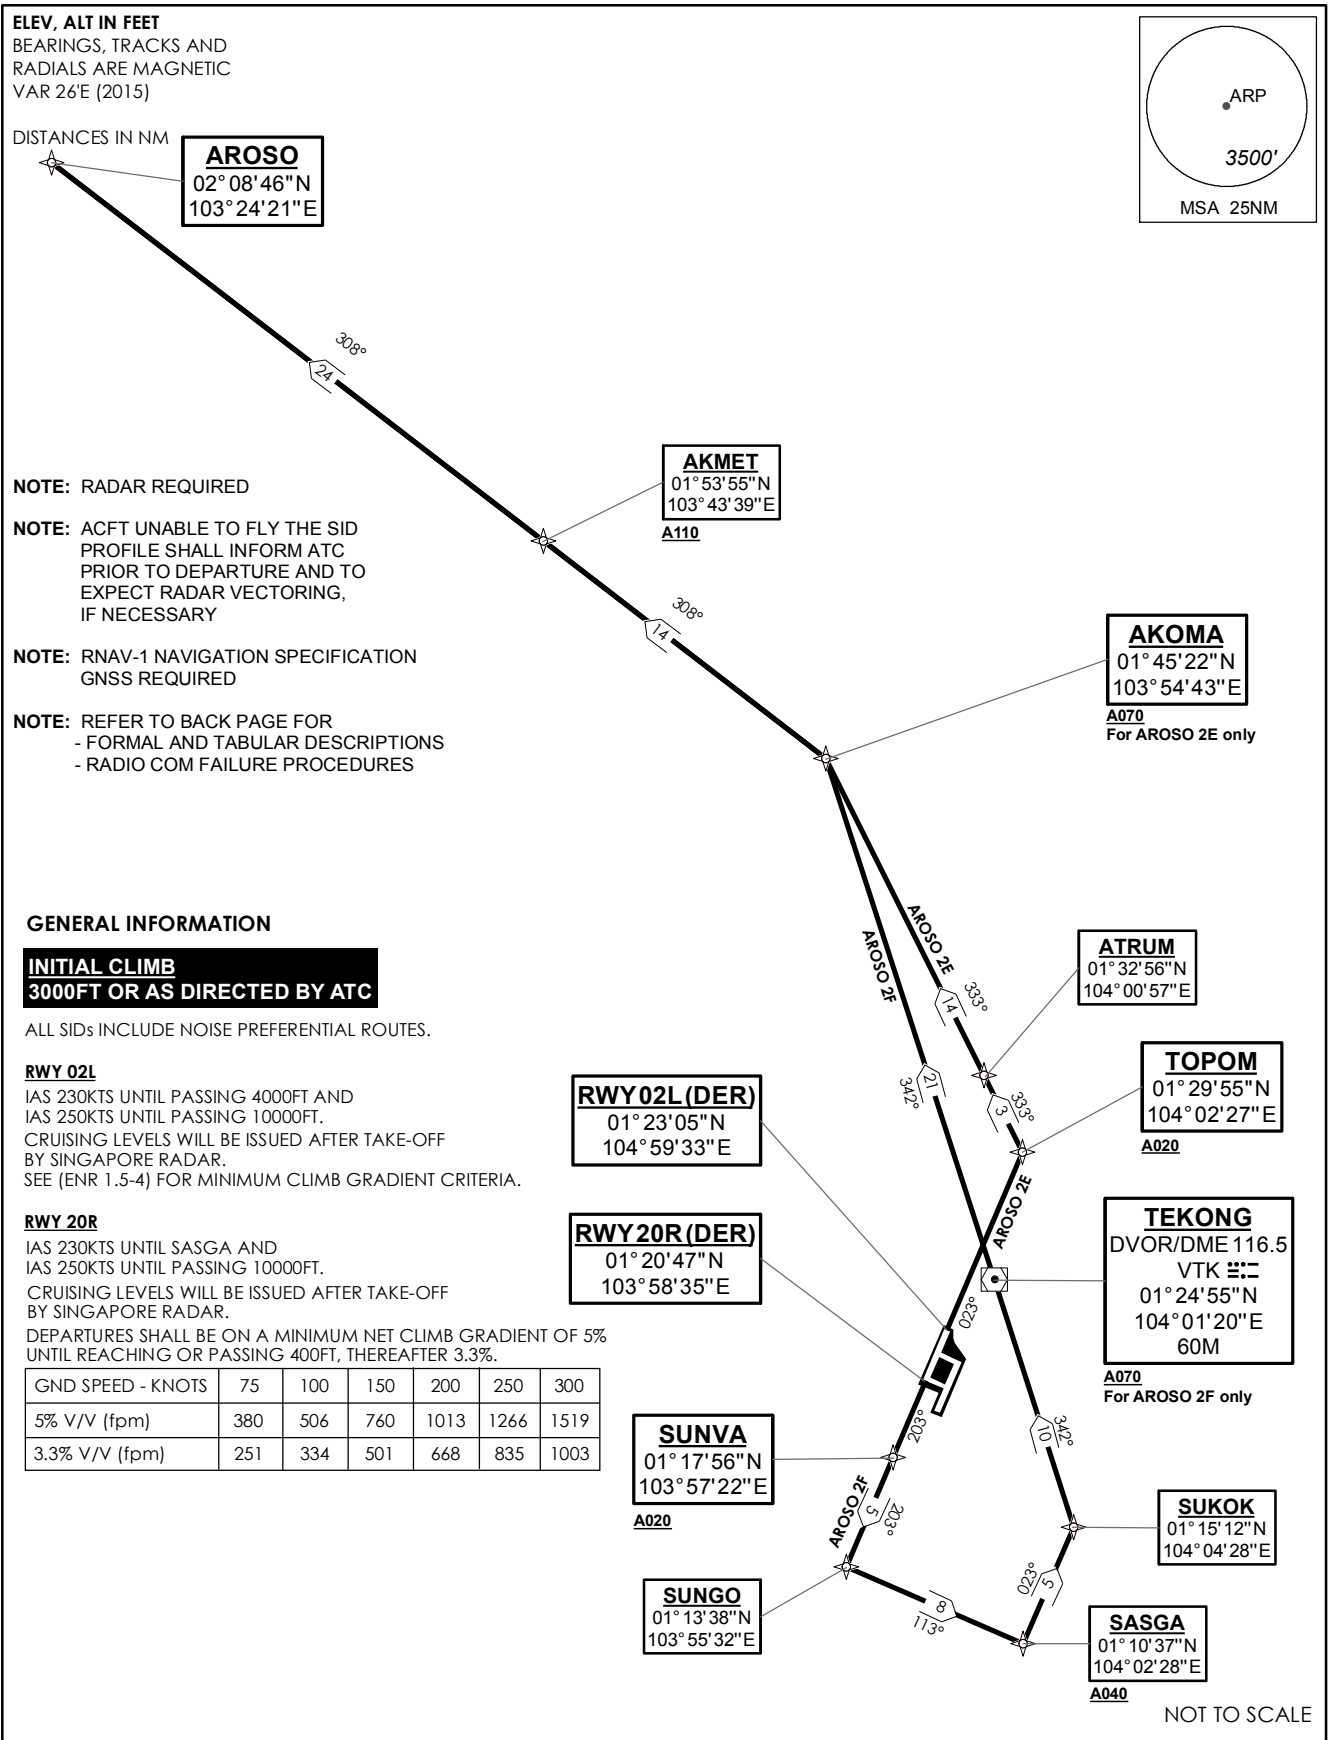 ELEV, ALT IN FEET
BEARINGS, TRACKS AND
RADIALS ARE MAGNETIC
VAR 26'E (2015)
DISTANCES IN NM
ARP
3500'
MSA 25NM
AROSO
02°08'46"N
103°24'21"E
308°
24
AKMET
01°53'55"N
103°43'39"E
A110
NOTE: RADAR REQUIRED
NOTE: ACFT UNABLE TO FLY THE SID
PROFILE SHALL INFORM ATC
PRIOR TO DEPARTURE AND TO
EXPECT RADAR VECTORING,
IF NECESSARY
NOTE: RNAV-1 NAVIGATION SPECIFICATION
GNSS REQUIRED
NOTE: REFER TO BACK PAGE FOR
- FORMAL AND TABULAR DESCRIPTIONS
- RADIO COM FAILURE PROCEDURES
308°
14
AKOMA
01°45'22"N
103°54'43"E
A070
For AROSO 2E only
AROSO 2E
AROSO 2F
333°
14
ATRUM
01°32'56"N
104°00'57"E
21
342°
333°
3
TOPOM
01°29'55"N
104°02'27"E
A020
AROSO 2E
GENERAL INFORMATION
INITIAL CLIMB
3000FT OR AS DIRECTED BY ATC
ALL SIDs INCLUDE NOISE PREFERENTIAL ROUTES.
RWY 02L
IAS 230KTS UNTIL PASSING 4000FT AND
IAS 250KTS UNTIL PASSING 10000FT.
CRUISING LEVELS WILL BE ISSUED AFTER TAKE-OFF
BY SINGAPORE RADAR.
SEE (ENR 1.5-4) FOR MINIMUM CLIMB GRADIENT CRITERIA.
RWY 20R
IAS 230KTS UNTIL SASGA AND
IAS 250KTS UNTIL PASSING 10000FT.
CRUISING LEVELS WILL BE ISSUED AFTER TAKE-OFF
BY SINGAPORE RADAR.
DEPARTURES SHALL BE ON A MINIMUM NET CLIMB GRADIENT OF 5%
UNTIL REACHING OR PASSING 400FT, THEREAFTER 3.3%.
GND SPEED - KNOTS 75 100 150 200 250 300
5% V/V (fpm) 380 506 760 1013 1266 1519
3.3% V/V (fpm) 251 334 501 668 835 1003
RWY02L(DER)
01°23'05"N
104°59'33"E
RWY20R(DER)
01°20'47"N
103°58'35"E
TEKONG
DVOR/DME 116.5
VTK
01°24'55"N
104°01'20"E
60M
A070
For AROSO 2F only
023°
203°
SUNVA
01°17'56"N
103°57'22"E
A020
342°
10
AROSO 2F
5
203°
SUKOK
01°15'12"N
104°04'28"E
SUNGO
01°13'38"N
103°55'32"E
8
113°
023°
5
SASGA
01°10'37"N
104°02'28"E
A040
NOT TO SCALE